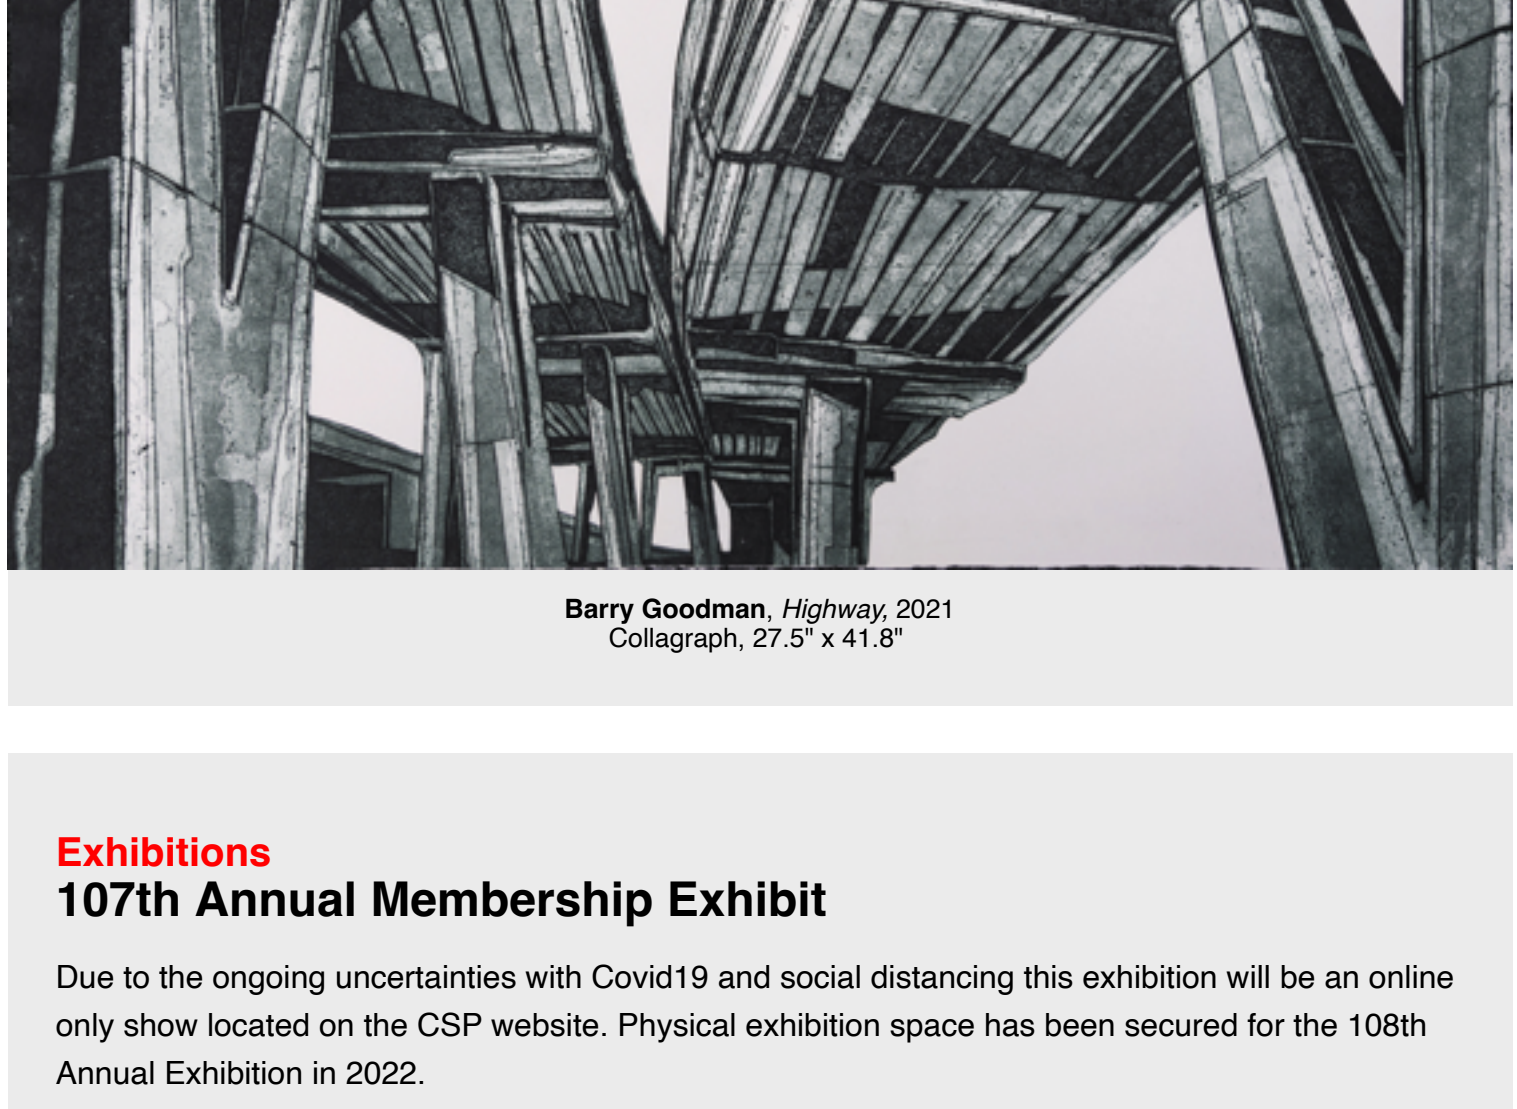 Barry Goodman, Highway, 2021
Collagraph, 27.5" x 41.8"
Exhibitions
107th Annual Membership Exhibit
Due to the ongoing uncertainties with Covid19 and social distancing this exhibition will be an online
only show located on the CSP website. Physical exhibition space has been secured for the 108th
Annual Exhibition in 2022.